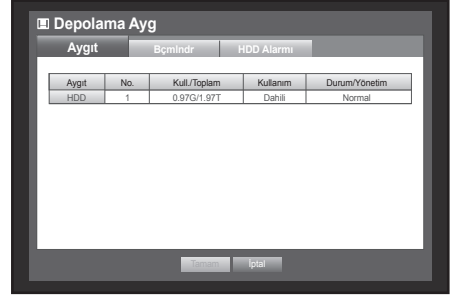 Depolama Ayg
Aygıt Bçmlndr HDD Alarmı
Aygıt No. Kull./Toplam Kullanım Durum/Yönetim
HDD 1 0.97G/1.97T Dahili Normal
Tamam İptal